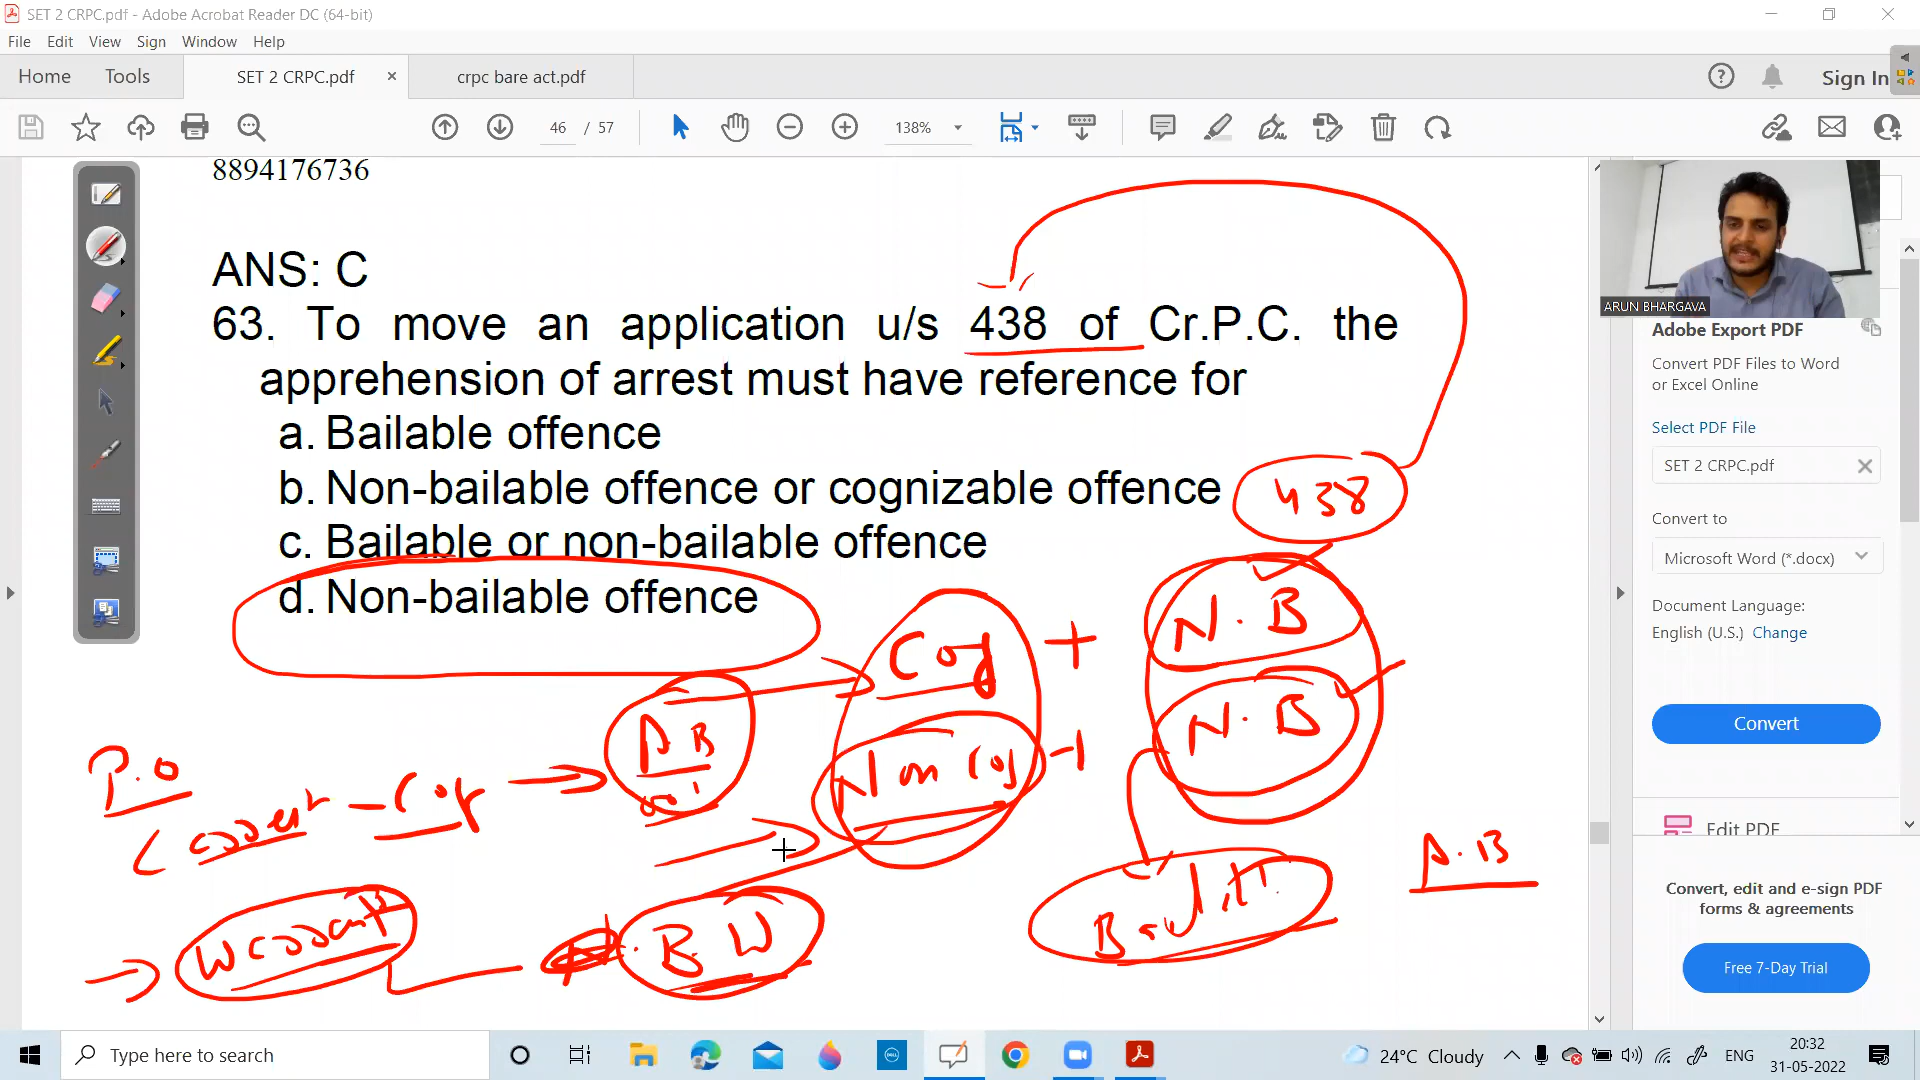 SET 2 CRPC.pdf - Adobe Acrobat Reader DC (64-bit)
File Edit View Sign Window Help
Home Tools SET 2 CRPC.pdf × crpc bare act.pdf Sign In
46 / 57 138%
8894176736
ANS: C
63. To move an application u/s 438 of Cr.P.C. the
apprehension of arrest must have reference for
a. Bailable offence
b. Non-bailable offence or cognizable offence
438
c. Bailable or non-bailable offence
d. Non-bailable offence
Cog + N.B
A B Non Cog N.B
P.O
Cog
A.B
B.W
ARUN BHARGAVA
Adobe Export PDF
Convert PDF Files to Word
or Excel Online
Select PDF File
SET 2 CRPC.pdf
Convert to
Microsoft Word (*.docx)
Document Language:
English (U.S.) Change
Convert
Edit PDF
Convert, edit and e-sign PDF
forms & agreements
Free 7-Day Trial
Type here to search
24°C Cloudy ENG 20:32
31-05-2022